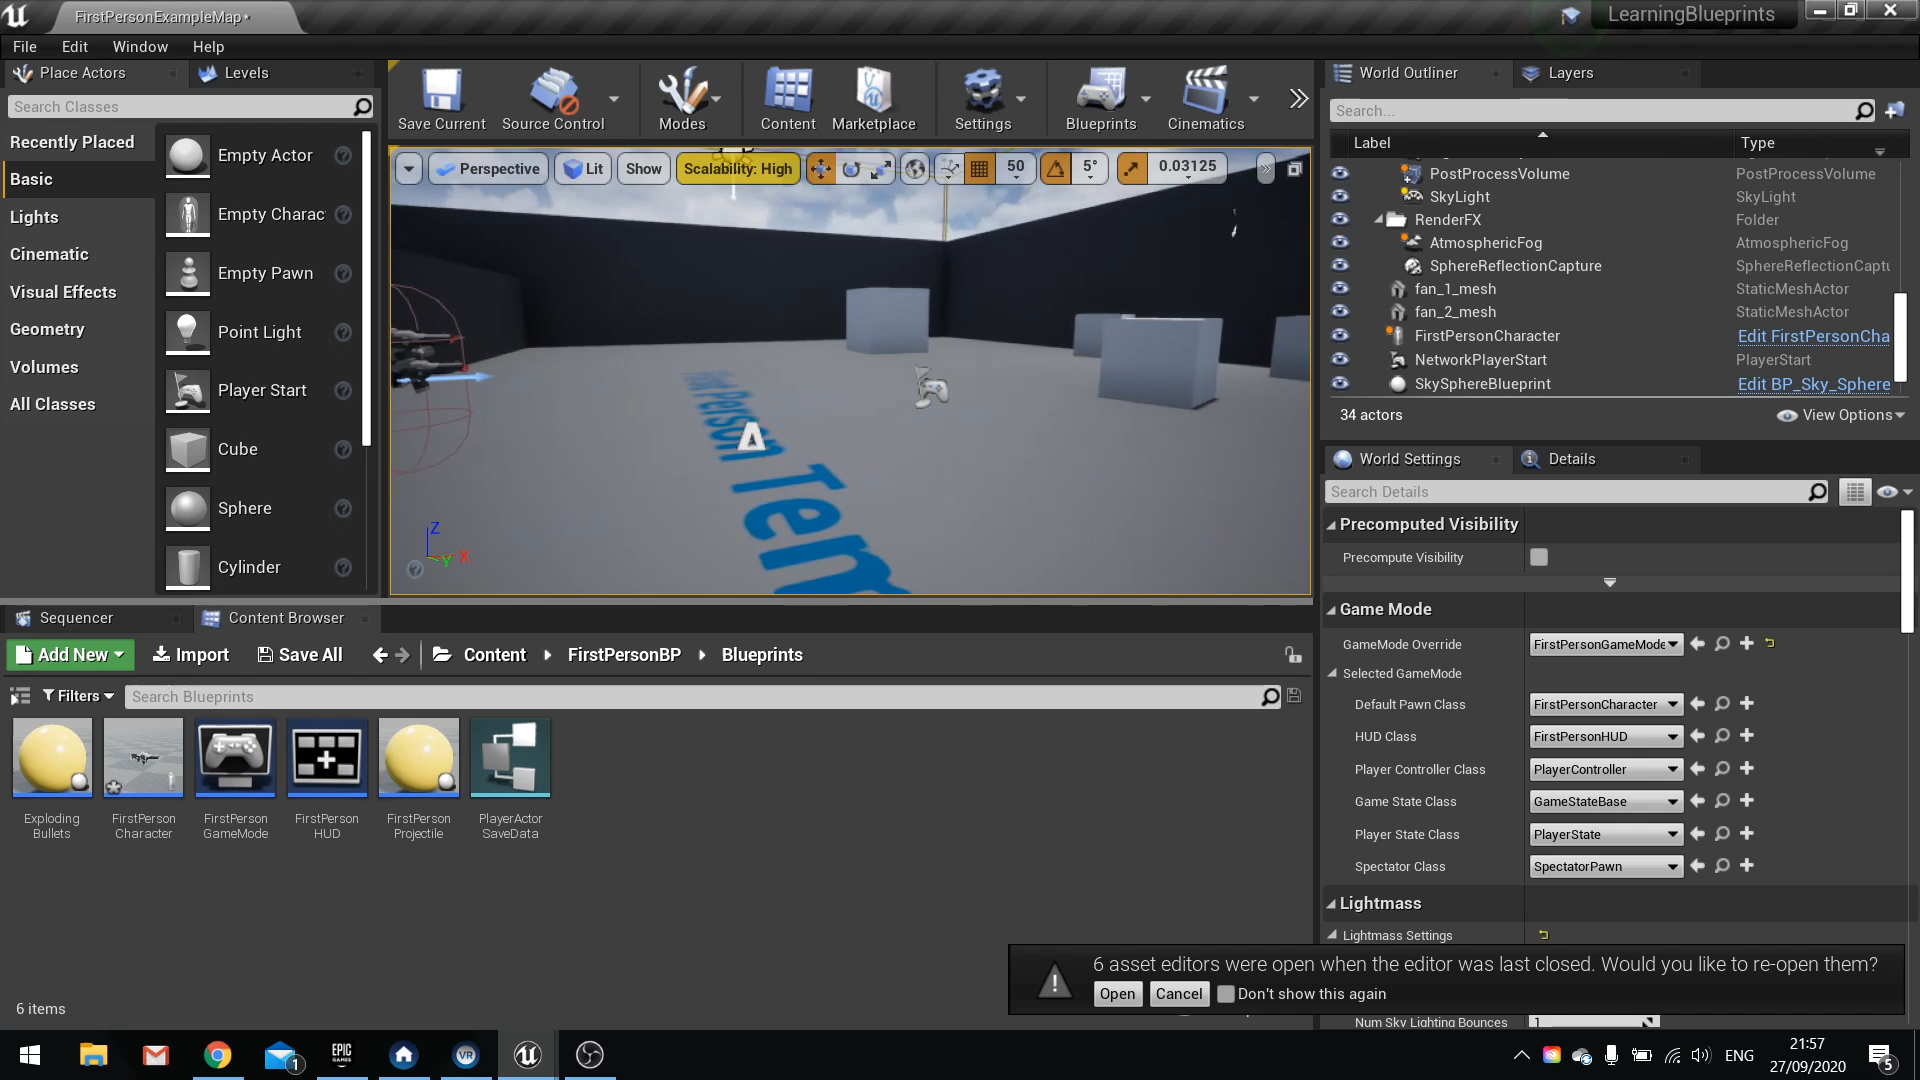 FirstPersonExampleMap*
LearningBlueprints
File Edit Window Help
Place Actors
Levels
Search Classes
Recently Placed
Basic
Lights
Cinematic
Visual Effects
Geometry
Volumes
All Classes
Empty Actor
Empty Charac
Empty Pawn
Point Light
Player Start
Cube
Sphere
Cylinder
Save Current
Source Control
Modes
Content
Marketplace
Settings
Blueprints
Cinematics
Perspective
Lit
Show
Scalability: High
50
5°
0.03125
Z
Y X
World Outliner
Layers
Search...
Label Type
PostProcessVolume PostProcessVolume
SkyLight SkyLight
RenderFX Folder
AtmosphericFog AtmosphericFog
SphereReflectionCapture SphereReflectionCaptu
fan_1_mesh StaticMeshActor
fan_2_mesh StaticMeshActor
FirstPersonCharacter Edit FirstPersonCha
NetworkPlayerStart PlayerStart
SkySphereBlueprint Edit BP_Sky_Sphere
34 actors
View Options
World Settings
Details
Search Details
Precomputed Visibility
Precompute Visibility
Game Mode
GameMode Override FirstPersonGameMode
Selected GameMode
Default Pawn Class FirstPersonCharacter
HUD Class FirstPersonHUD
Player Controller Class PlayerController
Game State Class GameStateBase
Player State Class PlayerState
Spectator Class SpectatorPawn
Lightmass
Lightmass Settings
Num Sky Lighting Bounces 1
Sequencer
Content Browser
Add New
Import
Save All
Content
FirstPersonBP
Blueprints
Filters
Search Blueprints
Exploding
Bullets
FirstPerson
Character
FirstPerson
GameMode
FirstPerson
HUD
FirstPerson
Projectile
PlayerActor
SaveData
6 items
6 asset editors were open when the editor was last closed. Would you like to re-open them?
Open Cancel Don't show this again
1
EPIC
GAMES
VR
ENG
21:57
27/09/2020
5